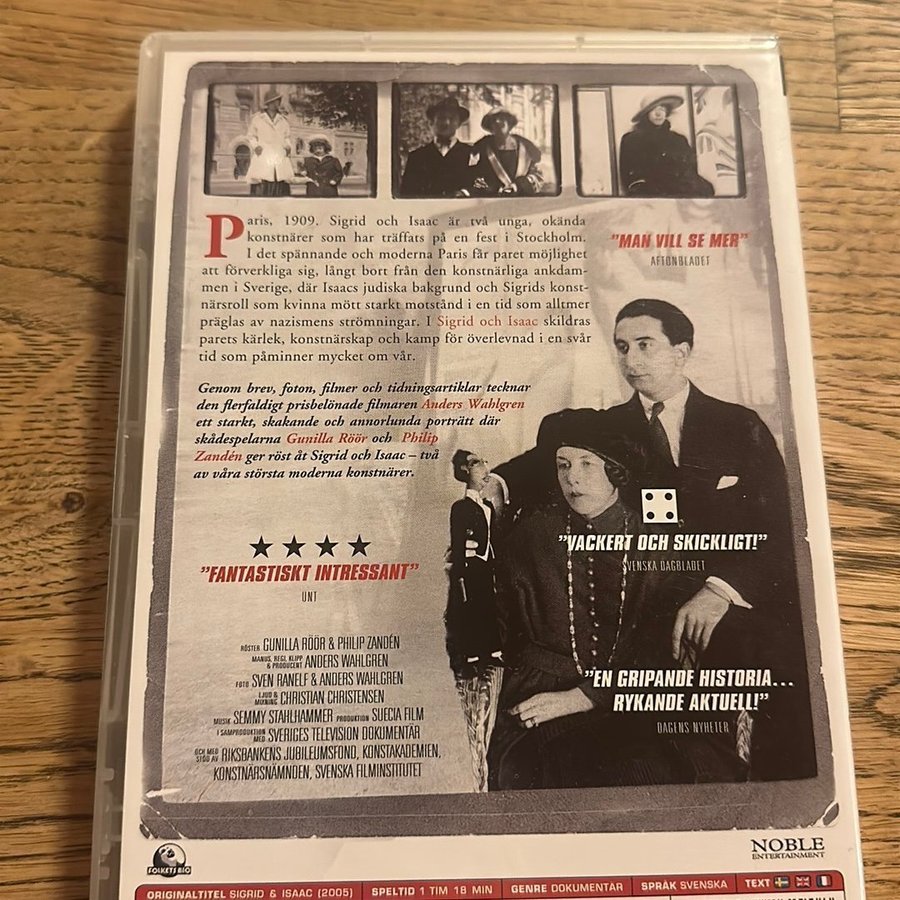 Paris, 1909. Sigrid och Isaac är två unga, okända
konstnärer som har träffats på en fest i Stockholm.
I det spännande och moderna Paris får paret möjlighet
att förverkliga sig, långt bort från den konstnärliga ankdam-
men i Sverige, där Isaacs judiska bakgrund och Sigrids konst-
närsroll som kvinna mött starkt motstånd i en tid som alltmer
präglas av nazismens strömningar. I Sigrid och Isaac skildras
parets kärlek, konstnärskap och kamp för överlevnad i en svår
tid som påminner mycket om vår.
Genom brev, foton, filmer och tidningsartiklar tecknar
den flerfaldigt prisbelönade filmaren Anders Wahlgren
ett starkt, skakande och annorlunda porträtt där
skådespelarna Gunilla Röör och Philip
Zandén ger röst åt Sigrid och Isaac – två
av våra största moderna konstnärer.
"MAN VILL SE MER"
AFTONBLADET
"FANTASTISKT INTRESSANT"
UNT
"VACKERT OCH SKICKLIGT!"
SVENSKA DAGBLADET
"EN GRIPANDE HISTORIA...
RYKANDE AKTUELL!"
DAGENS NYHETER
RÖSTER GUNILLA RÖÖR & PHILIP ZANDÉN
MANUS, REGI, KLIPP & PRODUCENT ANDERS WAHLGREN
FOTO SVEN RANELF & ANDERS WAHLGREN
LJUD & MIXNING CHRISTIAN CHRISTENSEN
MUSIK SEMMY STAHLHAMMER PRODUKTION SUECIA FILM
I SAMPRODUKTION MED SVERIGES TELEVISION DOKUMENTÄR
OCH MED STÖD AV RIKSBANKENS JUBILEUMSFOND, KONSTAKADEMIEN,
KONSTNÄRSNÄMNDEN, SVENSKA FILMINSTITUTET
FOLKETS BIO
NOBLE
ENTERTAINMENT
ORIGINALTITEL SIGRID & ISAAC (2005) SPELTID 1 TIM 18 MIN GENRE DOKUMENTÄR SPRÅK SVENSKA TEXT